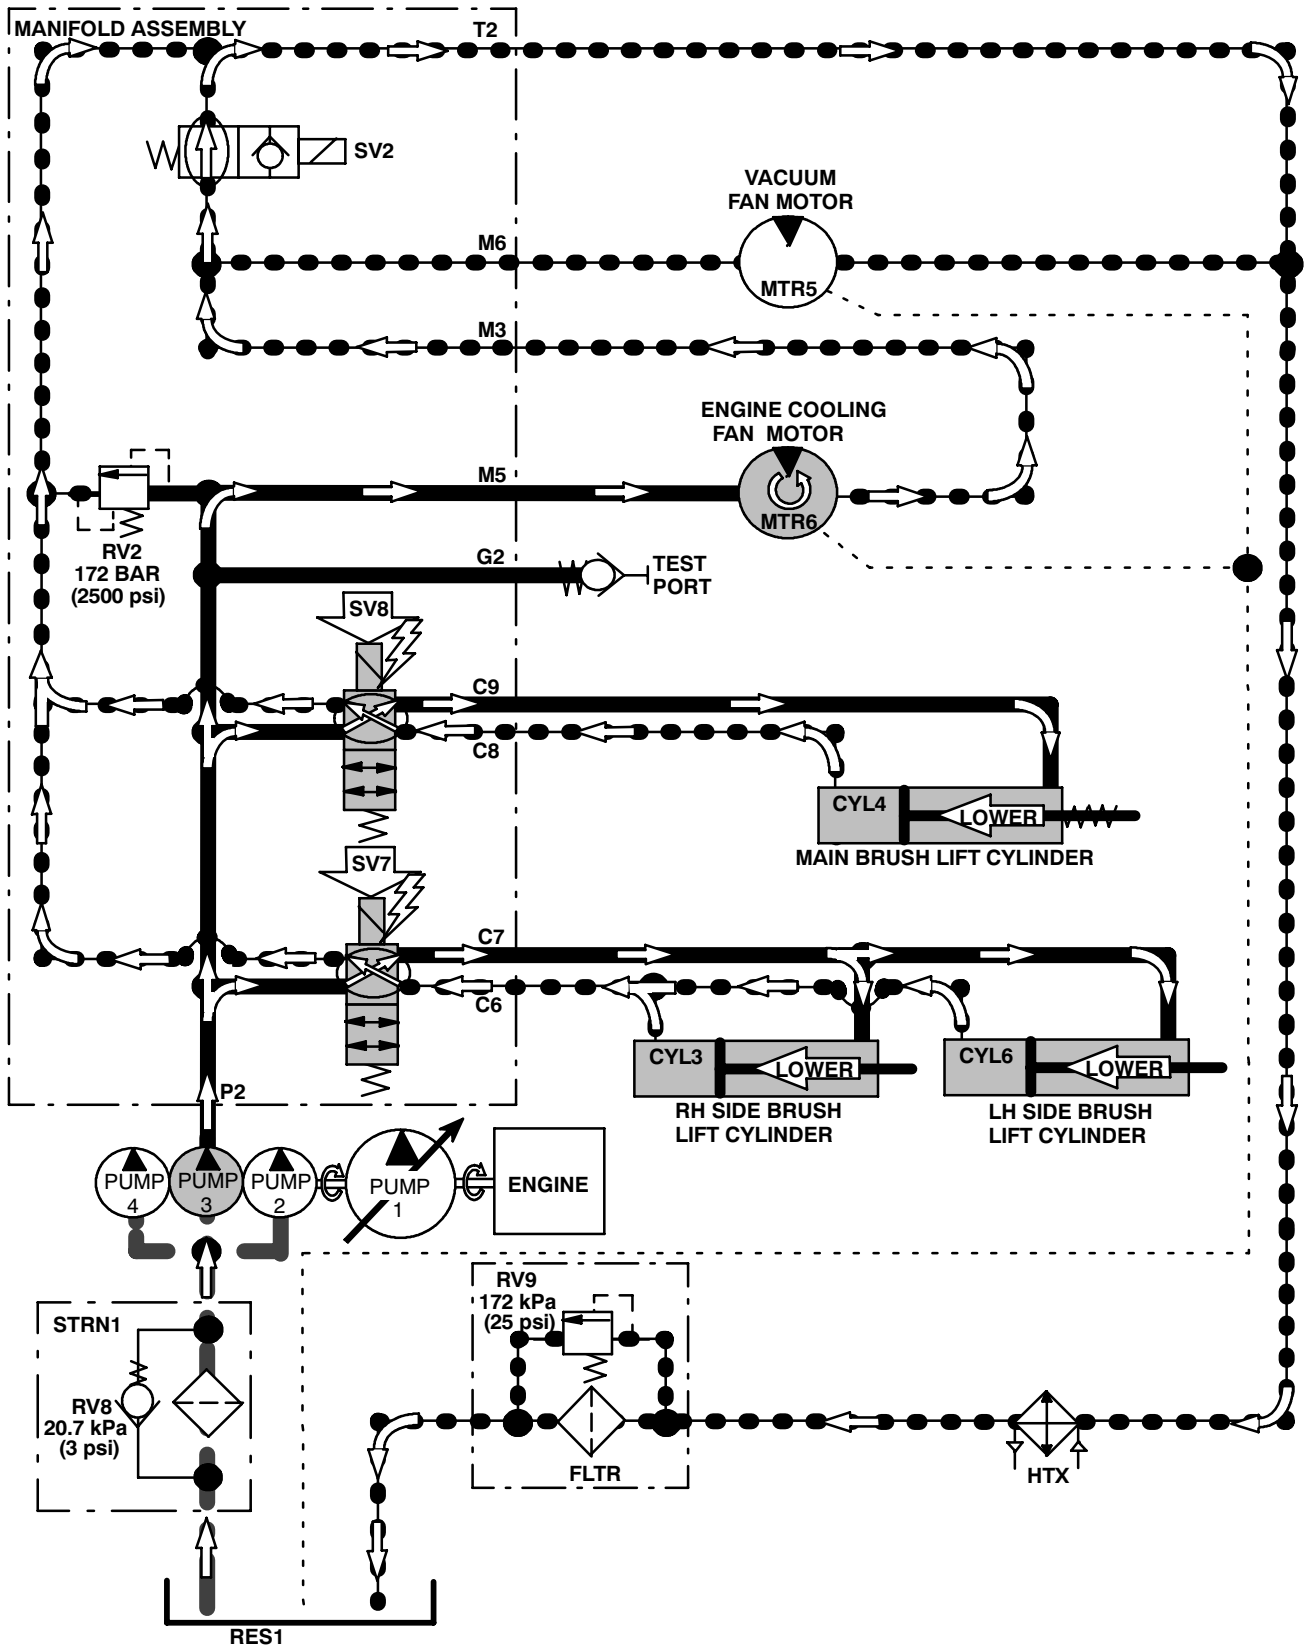 MANIFOLD ASSEMBLY
T2
SV2
VACUUM
FAN MOTOR
M6
MTR5
M3
ENGINE COOLING
FAN MOTOR
M5
MTR6
RV2
172 BAR
(2500 psi)
G2
TEST
PORT
SV8
C9
C8
CYL4
LOWER
MAIN BRUSH LIFT CYLINDER
SV7
C7
C6
CYL3
LOWER
CYL6
LOWER
RH SIDE BRUSH
LIFT CYLINDER
LH SIDE BRUSH
LIFT CYLINDER
P2
PUMP
4
PUMP
3
PUMP
2
PUMP
1
ENGINE
STRN1
RV8
20.7 kPa
(3 psi)
RV9
172 kPa
(25 psi)
FLTR
HTX
RES1